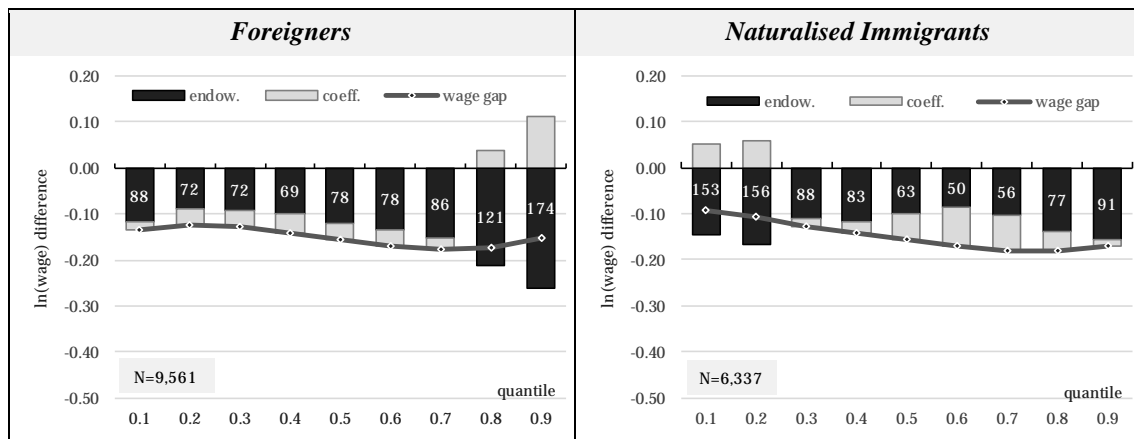 Foreigners
0.20
endow. coeff. wage gap
0.10
0.00
88 72 72 69 78 78 86 121 174
-0.10
-0.20
-0.30
-0.40
-0.50
ln(wage) difference
N=9,561
quantile
0.1 0.2 0.3 0.4 0.5 0.6 0.7 0.8 0.9
Naturalised Immigrants
0.20
endow. coeff. wage gap
0.10
0.00
153 156 88 83 63 50 56 77 91
-0.10
-0.20
-0.30
-0.40
-0.50
ln(wage) difference
N=6,337
quantile
0.1 0.2 0.3 0.4 0.5 0.6 0.7 0.8 0.9